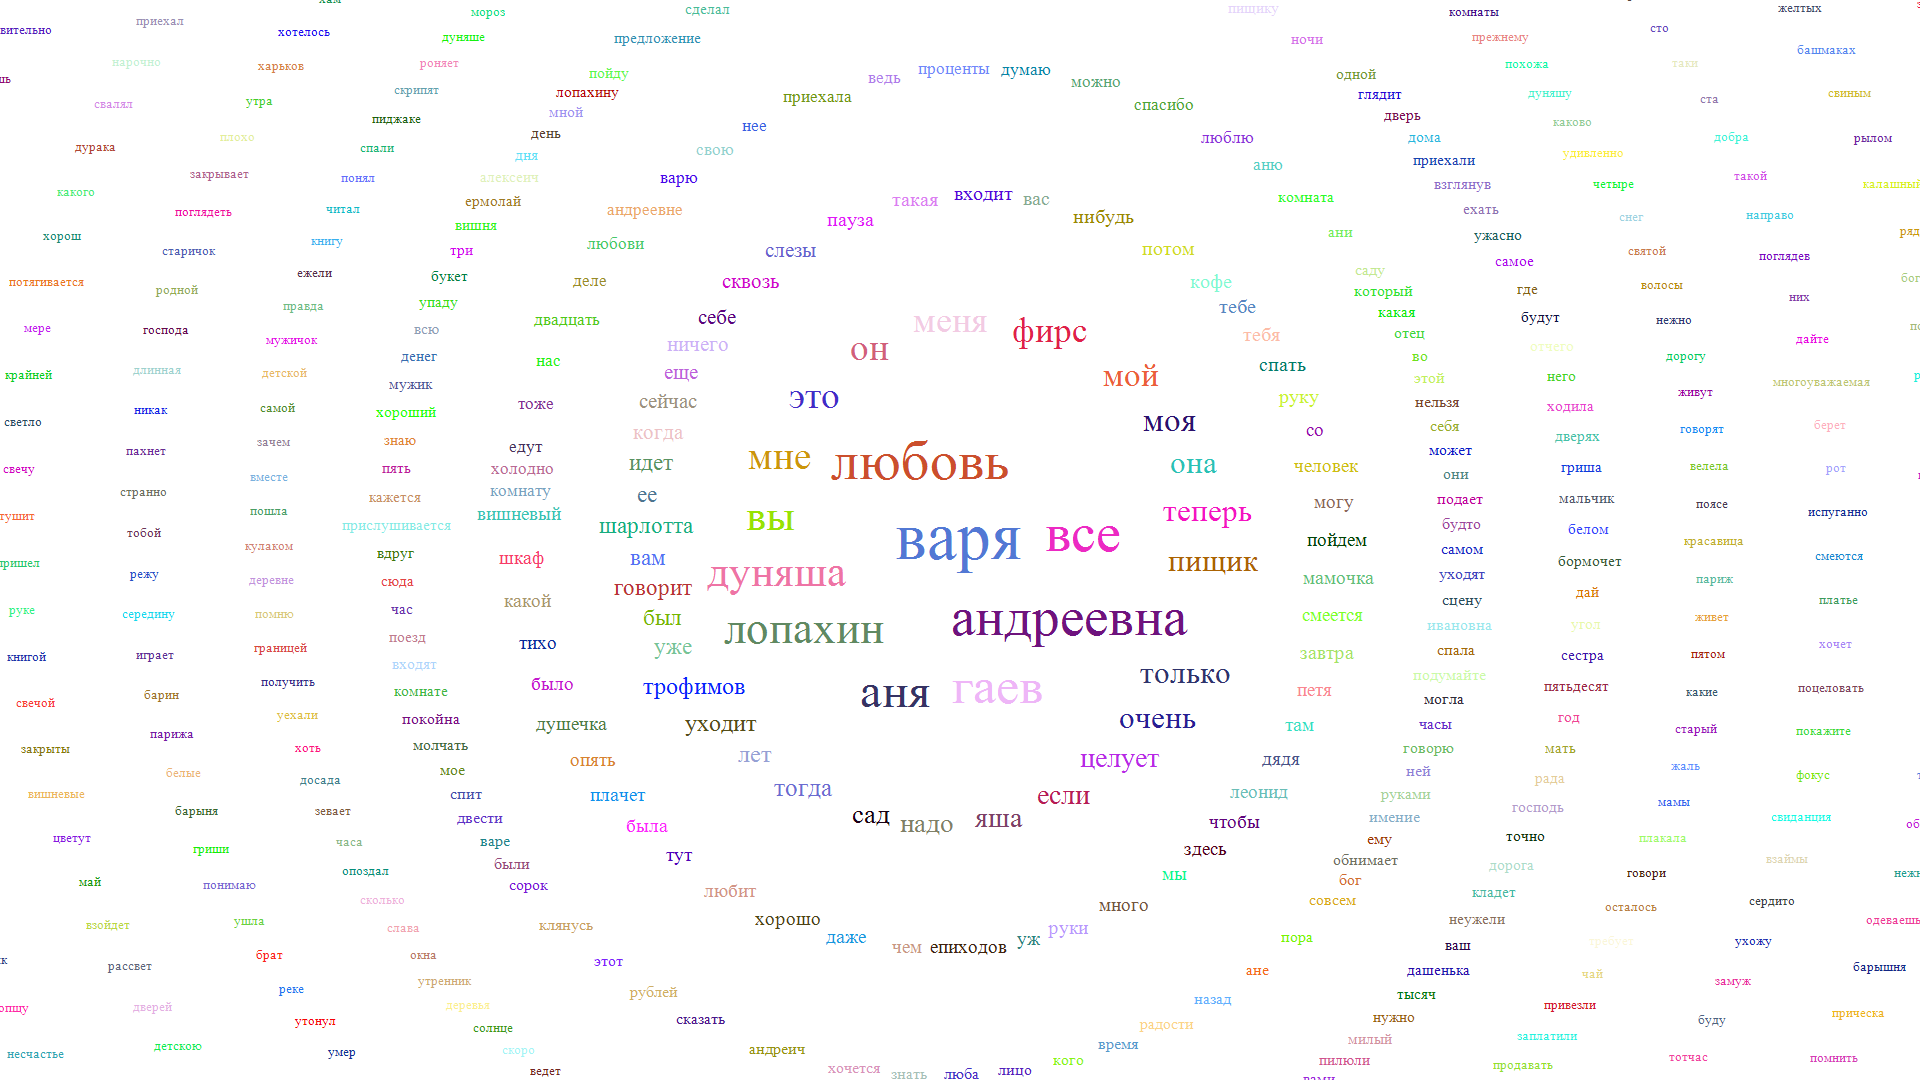 мороз сделал пищику комнаты желтых
приехал хотелось дуняше предложение ночи прежнему сто башмаках
вительно
нарочно харьков роняет пойду ведь проценты думаю можно одной похожа таки
свалял утра скрипят лопахину приехала спасибо глядит дуняшу ста свиным
пиджаке мной нее люблю дверь каково
дурака плохо спали день свою дома добра рылом
закрывает понял дня варю аню приехали удивленно такой калашный
какого алексеич такая входит вас комната взглянув четыре
поглядеть читал ермолай андреевне пауза нибудь ехать снег направо
хорош книгу вишня любови слезы потом ани ужасно святой поглядев
старичок три
потягивается ежели букет деле сквозь кофе саду самое волосы
родной правда упаду двадцать себе тебе который где них
мере господа всю меня фирс какая будут нежно
мужичок денег нас ничего он тебя отец отчего дайте
крайней длинная детской мужик еще мой спать во него дорогу многоуважаемая
никак самой хороший тоже сейчас это руку этой ходила живут
светло зачем знаю когда моя со нельзя дверях говорят берет
пахнет едут себя
свечу вместе пять холодно идет мне любовь она человек может гриша велела рот
странно кажется комнату ее могу они мальчик поясе испуганно
тушит пошла прислушивается вишневый шарлотта вы теперь подает белом
тобой кулаком вдруг шкаф вам варя все пойдем будто красавица смеются
режу деревне сюда говорит дуняша пищик мамочка самом бормочет париж платье
руке середину помню час какой был андреевна смеется уходят дай живет
книгой играет границей поезд тихо уже лопахин завтра сцену угол хочет
ивановна
входят спала сестра пятом
барин получить комнате было трофимов аня гаев только петя подумайте пятьдесят какие поцеловать
свечой уехали покойна душечка уходит очень там могла год старый покажите
закрыты парижа хоть молчать опять лет целует дядя часы мать жаль
белые досада мое говорю
вишневые барыня зевает спит плачет тогда если леонид ней рада мамы фокус
цветут гриши часа двести была сад надо яша чтобы руками господь плакала свидания
варе тут здесь имение точно
май понимаю опоздал были любит мы ему дорога говори взаймы
сорок обнимает
взойдет ушла сколько клянусь хорошо много бог кладет осталось сердито
слава даже чем епиходов уж руки совсем неужели требует ухожу одеваешь
рассвет брат окна этот пора ваш чай барышня
реке утренник рублей ане дашенька замуж
дверей утонул деревья сказать назад тысяч привезли буду прическа
несчастье детскою умер солнце андреич радости нужно заплатили тотчас помнить
скоро время милый
ведет хочется знать люба лицо кого пилюли продавать
вами